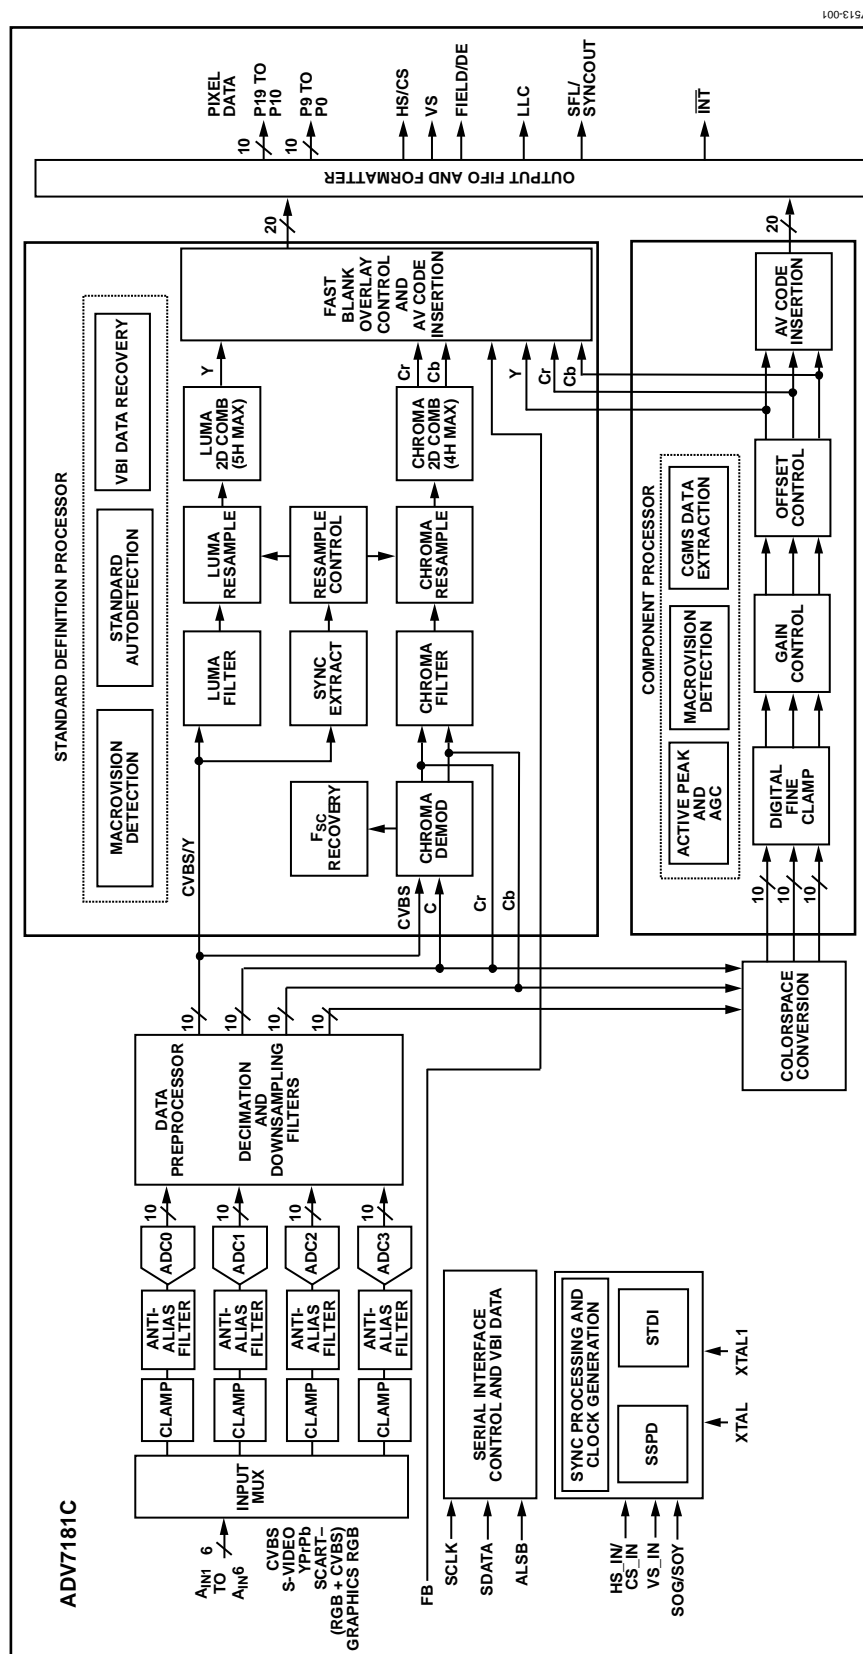 ADV7181C
AIN1
TO
AIN6
6
CVBS
S-VIDEO
YPrPb
SCART–
(RGB + CVBS)
GRAPHICS RGB
INPUT
MUX
CLAMP
ANTI-
ALIAS
FILTER
ADC0
10
CLAMP
ANTI-
ALIAS
FILTER
ADC1
10
CLAMP
ANTI-
ALIAS
FILTER
ADC2
10
CLAMP
ANTI-
ALIAS
FILTER
ADC3
10
DATA
PREPROCESSOR
DECIMATION
AND
DOWNSAMPLING
FILTERS
10
10
10
10
FB
SCLK
SDATA
ALSB
SERIAL INTERFACE
CONTROL AND VBI DATA
HS_IN/
CS_IN
VS_IN
SOG/SOY
SYNC PROCESSING AND
CLOCK GENERATION
SSPD
STDI
XTAL
XTAL1
STANDARD DEFINITION PROCESSOR
MACROVISION
DETECTION
STANDARD
AUTODETECTION
VBI DATA RECOVERY
CVBS/Y
LUMA
FILTER
LUMA
RESAMPLE
LUMA
2D COMB
(5H MAX)
Y
FSC
RECOVERY
SYNC
EXTRACT
RESAMPLE
CONTROL
CVBS
C
CHROMA
DEMOD
CHROMA
FILTER
CHROMA
RESAMPLE
CHROMA
2D COMB
(4H MAX)
Cr
Cb
Cr
Cb
Y
Cr
Cb
FAST
BLANK
OVERLAY
CONTROL
AND
AV CODE
INSERTION
20
COLORSPACE
CONVERSION
COMPONENT PROCESSOR
ACTIVE PEAK
AND
AGC
MACROVISION
DETECTION
CGMS DATA
EXTRACTION
10
10
10
DIGITAL
FINE
CLAMP
GAIN
CONTROL
OFFSET
CONTROL
AV CODE
INSERTION
20
OUTPUT FIFO AND FORMATTER
PIXEL
DATA
10
P19 TO
P10
10
P9 TO
P0
HS/CS
VS
FIELD/DE
LLC
SFL/
SYNCOUT
INT
7513-001